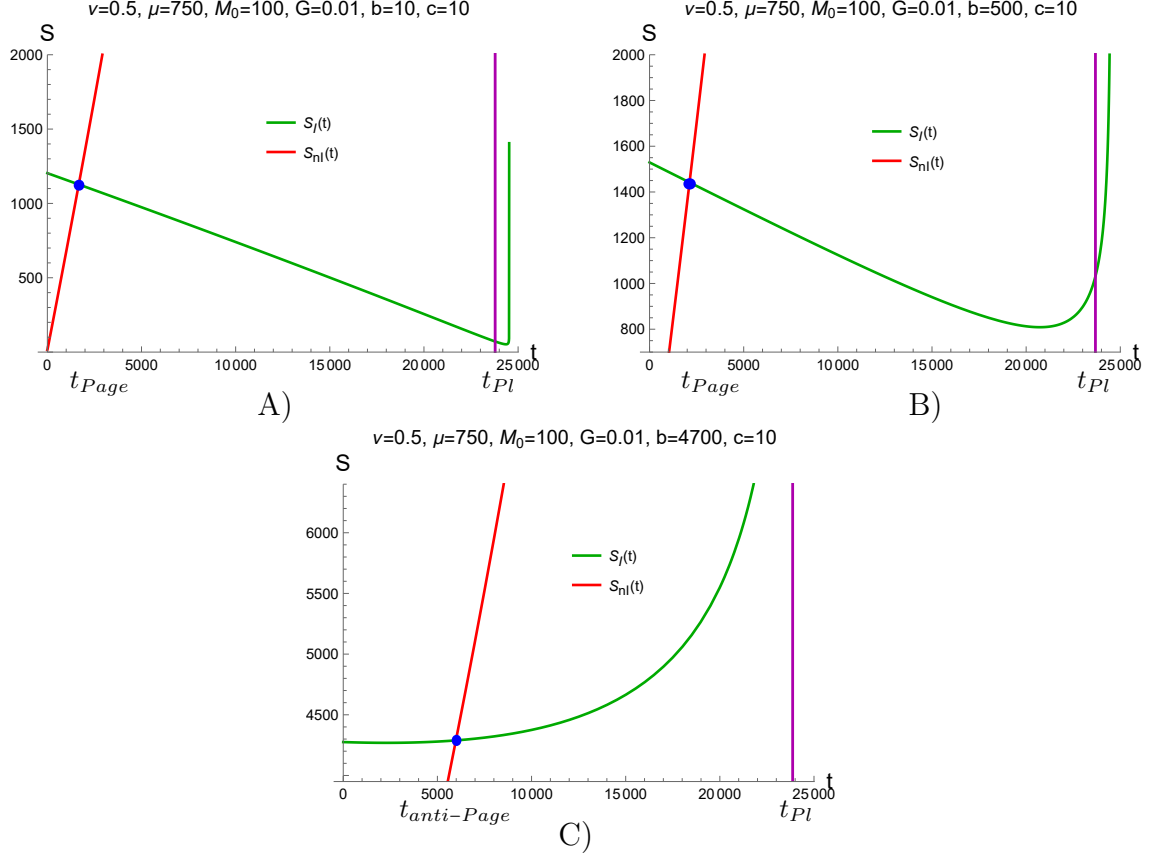 ν=0.5, μ=750, M₀=100, G=0.01, b=10, c=10
S
2000
1500
1000
500
S_I(t)
S_nl(t)
0 5000 10000 15000 20000 25000 t
t_Page t_Pl
A)
ν=0.5, μ=750, M₀=100, G=0.01, b=500, c=10
S
2000
1800
1600
1400
1200
1000
800
S_I(t)
S_nl(t)
0 5000 10000 15000 20000 25000 t
t_Page t_Pl
B)
ν=0.5, μ=750, M₀=100, G=0.01, b=4700, c=10
S
6000
5500
5000
4500
S_I(t)
S_nl(t)
0 5000 10000 15000 20000 25000 t
t_anti-Page t_Pl
C)